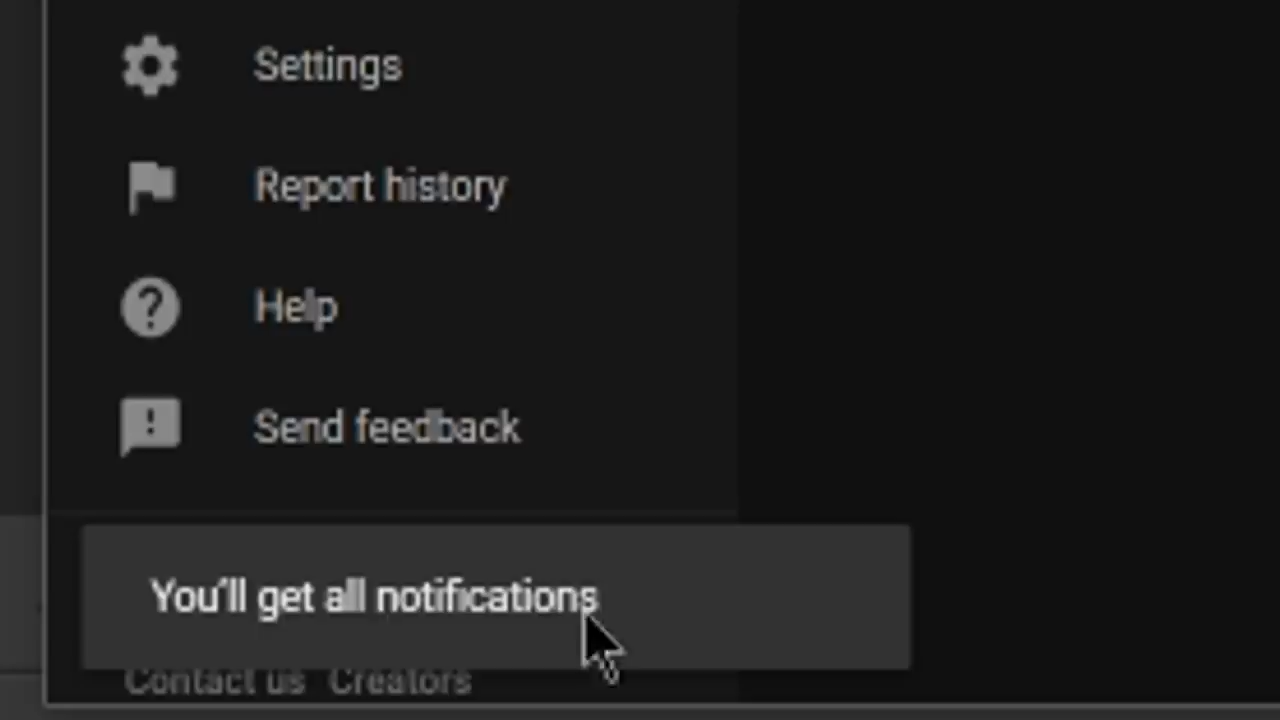 Settings
Report history
Help
Send feedback
You'll get all notifications
Contact us Creators